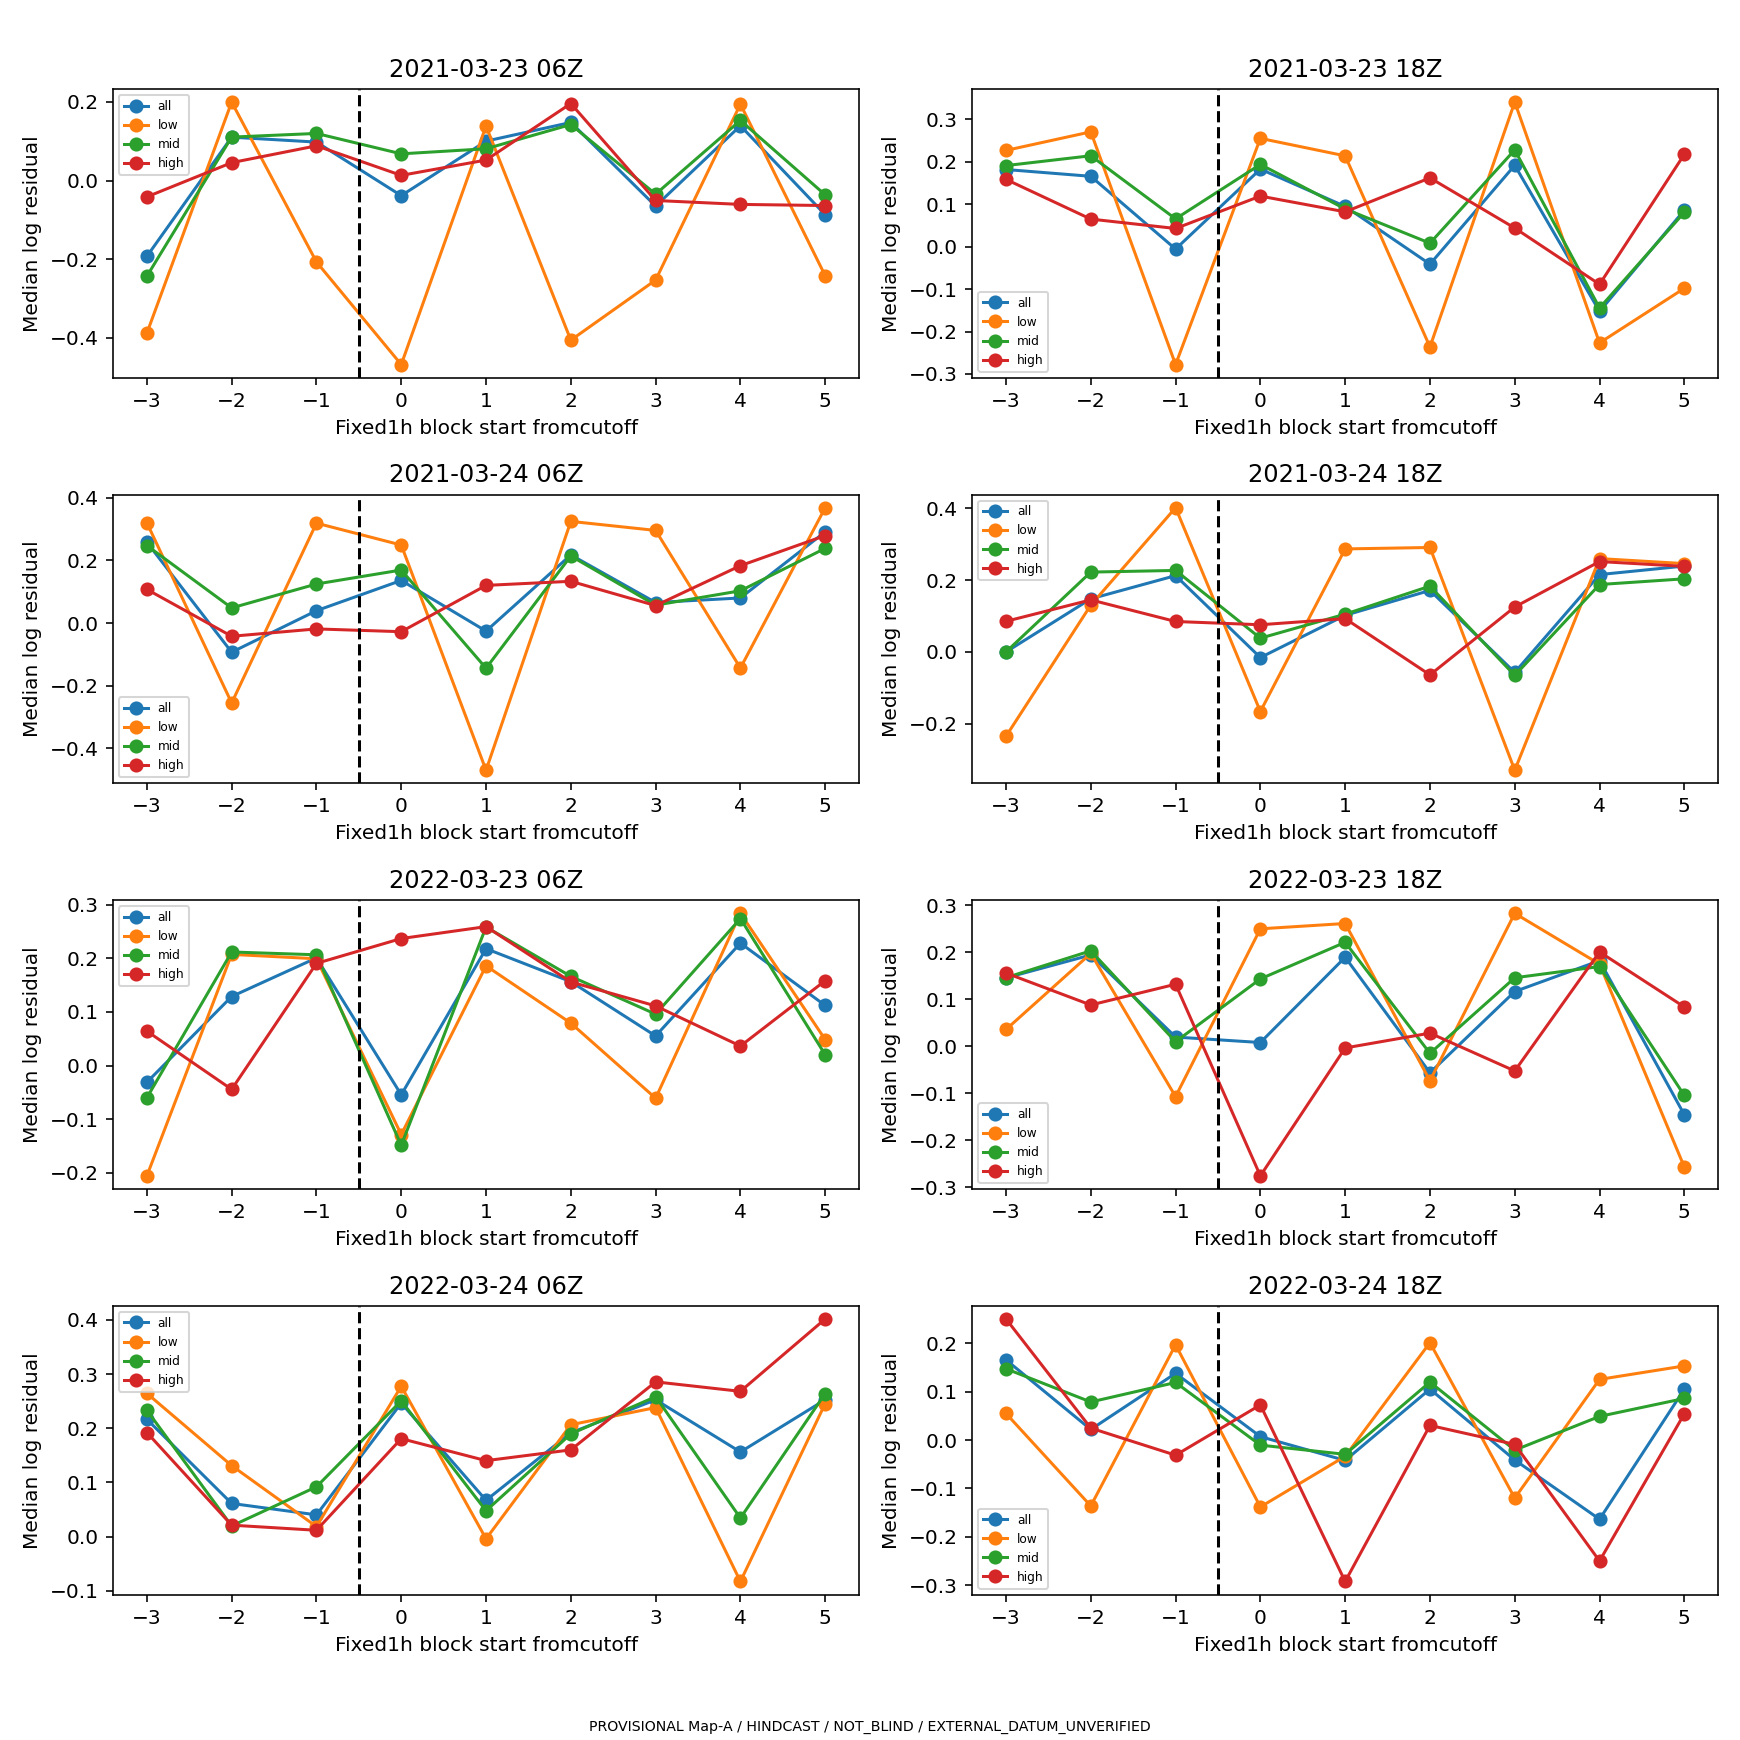 2021-03-23 06Z
Median log residual
0.2
0.0
−0.2
−0.4
all
low
mid
high
−3 −2 −1 0 1 2 3 4 5
Fixed1h block start fromcutoff
2021-03-23 18Z
Median log residual
0.3
0.2
0.1
0.0
−0.1
−0.2
−0.3
all
low
mid
high
−3 −2 −1 0 1 2 3 4 5
Fixed1h block start fromcutoff
2021-03-24 06Z
Median log residual
0.4
0.2
0.0
−0.2
−0.4
all
low
mid
high
−3 −2 −1 0 1 2 3 4 5
Fixed1h block start fromcutoff
2021-03-24 18Z
Median log residual
0.4
0.2
0.0
−0.2
all
low
mid
high
−3 −2 −1 0 1 2 3 4 5
Fixed1h block start fromcutoff
2022-03-23 06Z
Median log residual
0.3
0.2
0.1
0.0
−0.1
−0.2
all
low
mid
high
−3 −2 −1 0 1 2 3 4 5
Fixed1h block start fromcutoff
2022-03-23 18Z
Median log residual
0.3
0.2
0.1
0.0
−0.1
−0.2
−0.3
all
low
mid
high
−3 −2 −1 0 1 2 3 4 5
Fixed1h block start fromcutoff
2022-03-24 06Z
Median log residual
0.4
0.3
0.2
0.1
0.0
−0.1
all
low
mid
high
−3 −2 −1 0 1 2 3 4 5
Fixed1h block start fromcutoff
2022-03-24 18Z
Median log residual
0.2
0.1
0.0
−0.1
−0.2
−0.3
all
low
mid
high
−3 −2 −1 0 1 2 3 4 5
Fixed1h block start fromcutoff
PROVISIONAL Map-A / HINDCAST / NOT_BLIND / EXTERNAL_DATUM_UNVERIFIED